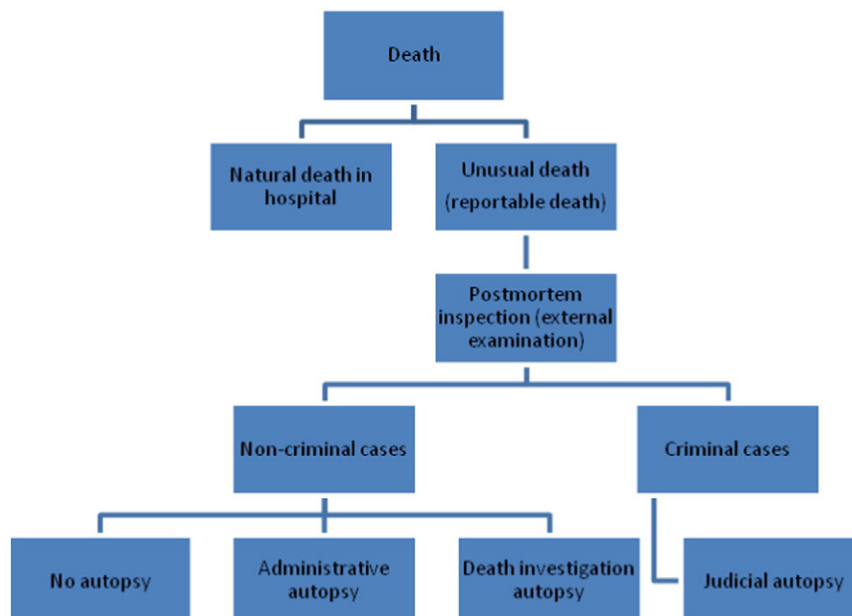 Death
Natural death in
hospital
Unusual death
(reportable death)
Postmortem
inspection (external
examination)
Non-criminal cases
Criminal cases
No autopsy
Administrative
autopsy
Death investigation
autopsy
Judicial autopsy